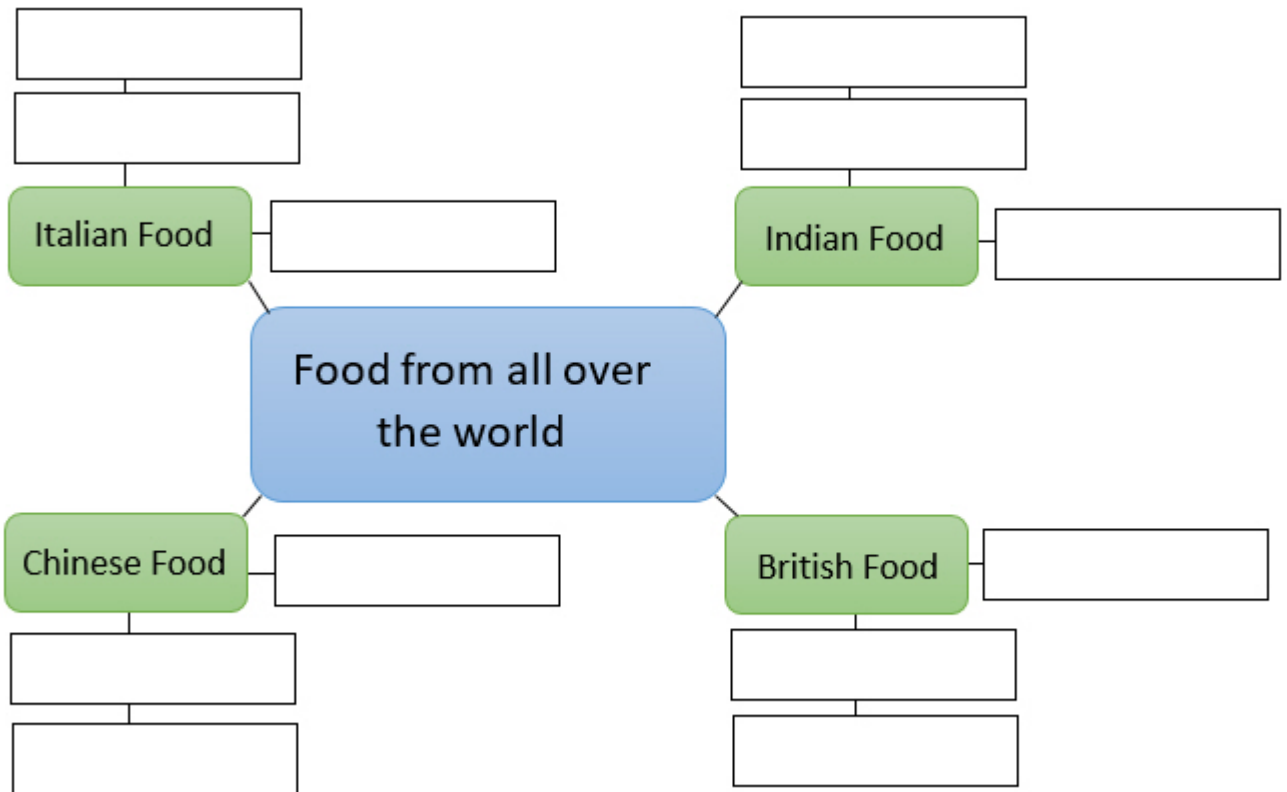 Italian Food
Indian Food
Food from all over
the world
Chinese Food
British Food